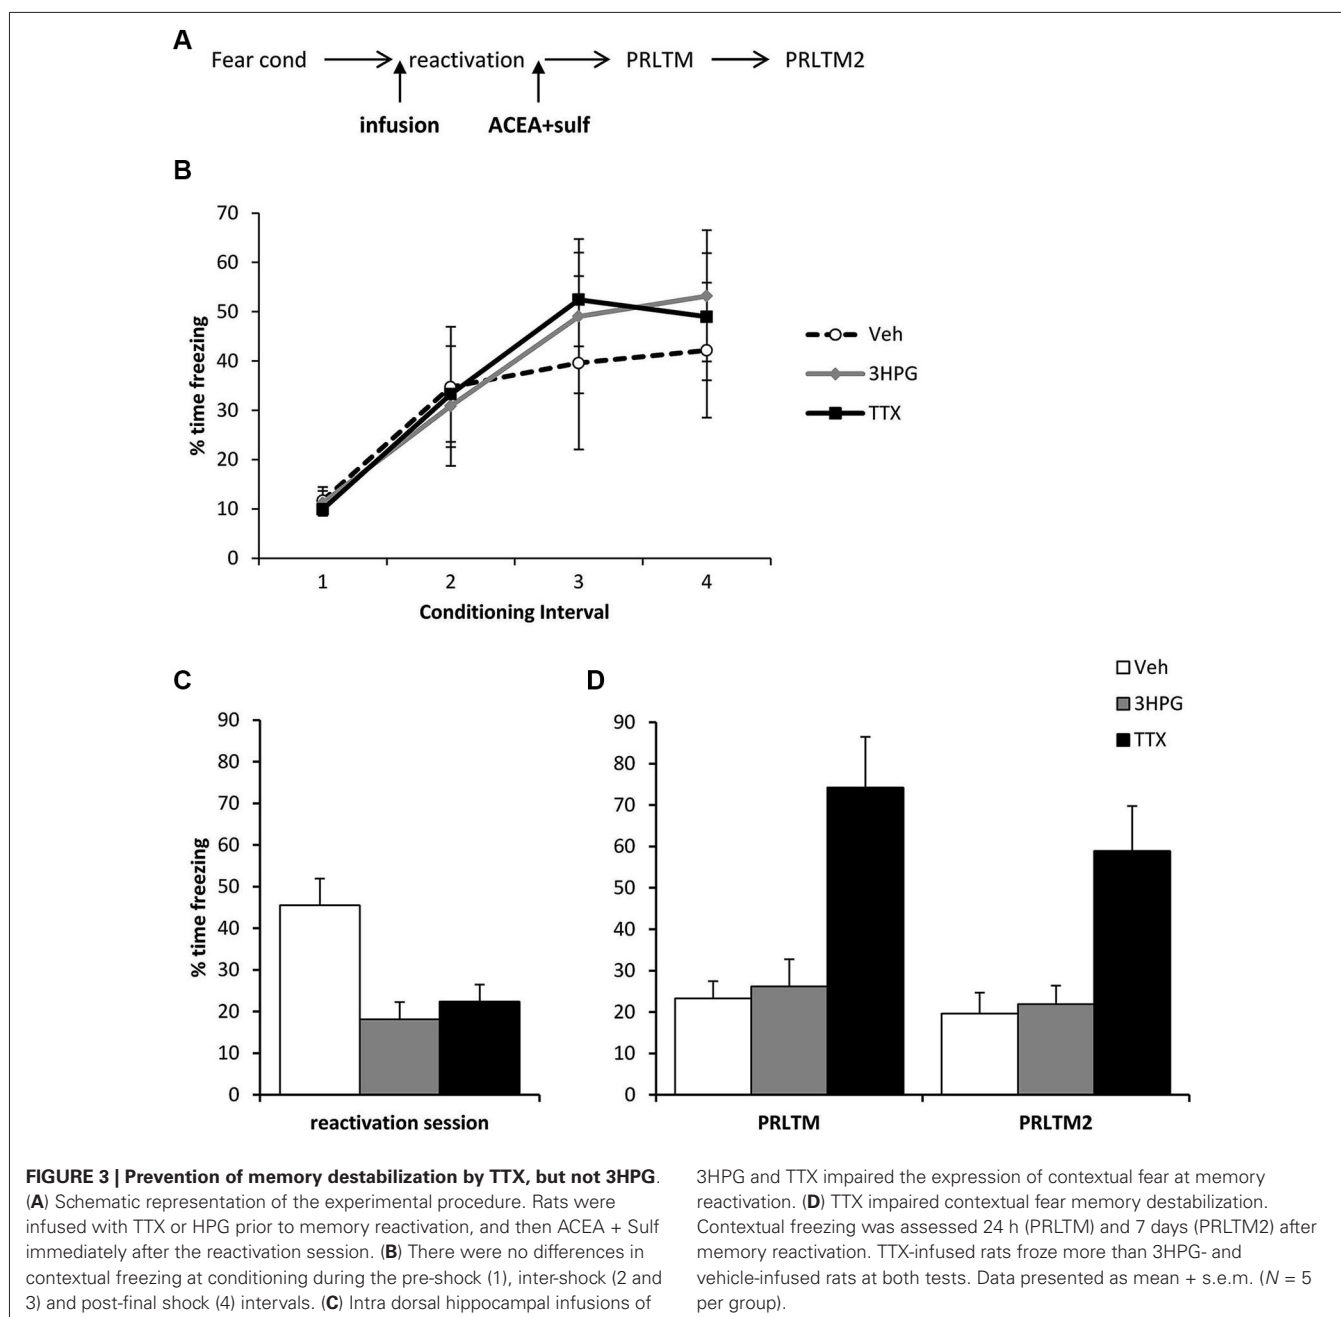 A
Fear cond reactivation PRLTM PRLTM2
infusion ACEA+sulf
B
70
60
50
40
30
20
10
0
% time freezing
1 2 3 4
Conditioning Interval
Veh
3HPG
TTX
C
90
80
70
60
50
40
30
20
10
0
% time freezing
reactivation session
D
Veh
3HPG
TTX
90
80
70
60
50
40
30
20
10
0
PRLTM PRLTM2
FIGURE 3 | Prevention of memory destabilization by TTX, but not 3HPG.
(A) Schematic representation of the experimental procedure. Rats were
infused with TTX or HPG prior to memory reactivation, and then ACEA + Sulf
immediately after the reactivation session. (B) There were no differences in
contextual freezing at conditioning during the pre-shock (1), inter-shock (2 and
3) and post-final shock (4) intervals. (C) Intra dorsal hippocampal infusions of
3HPG and TTX impaired the expression of contextual fear at memory
reactivation. (D) TTX impaired contextual fear memory destabilization.
Contextual freezing was assessed 24 h (PRLTM) and 7 days (PRLTM2) after
memory reactivation. TTX-infused rats froze more than 3HPG- and
vehicle-infused rats at both tests. Data presented as mean + s.e.m. (N = 5
per group).